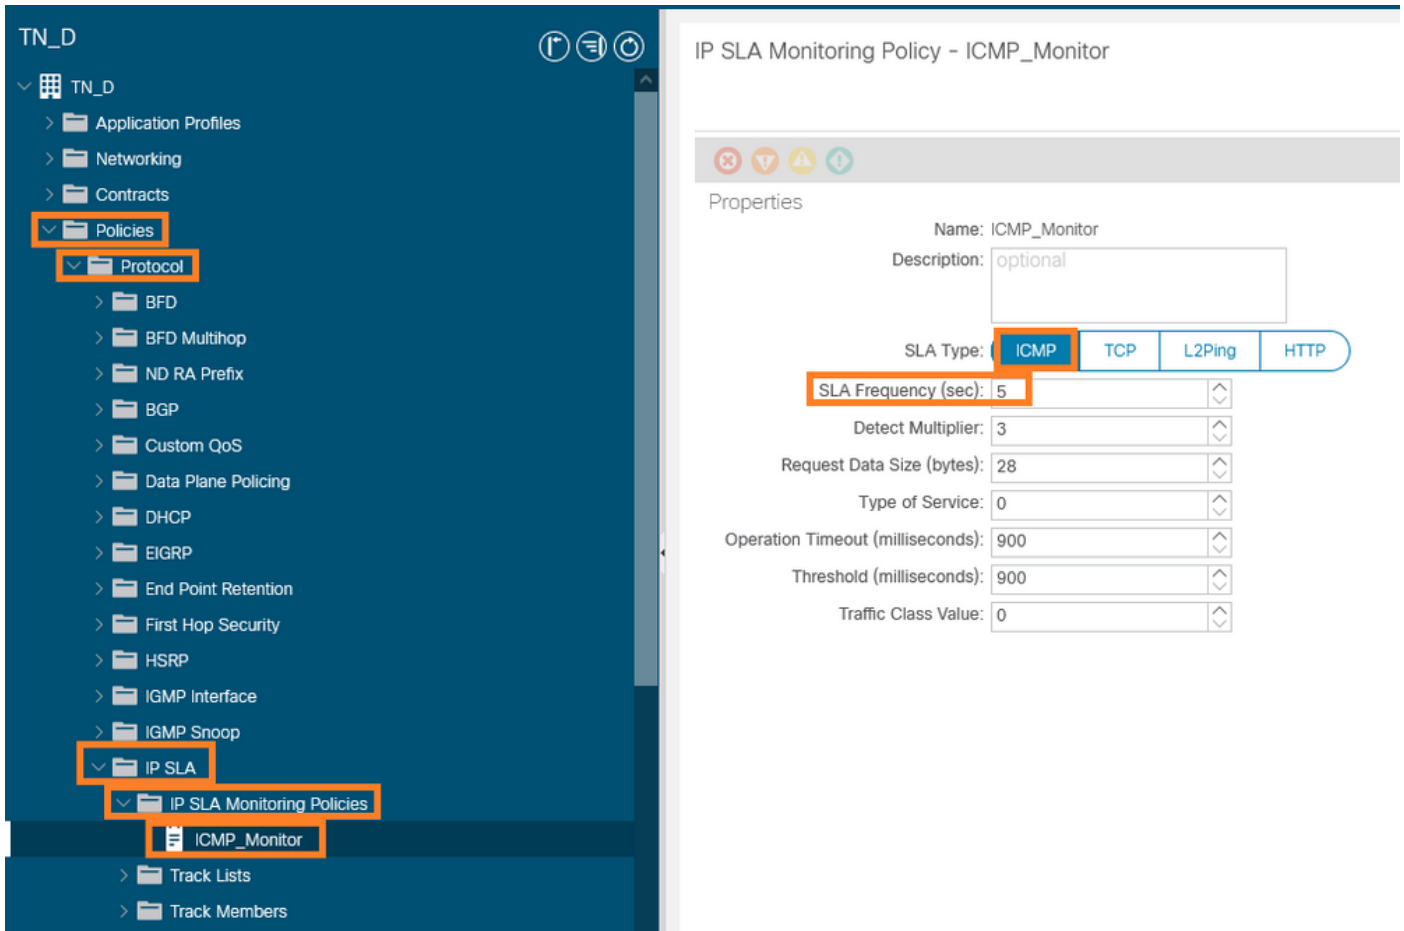 TN_D
TN_D
Application Profiles
Networking
Contracts
Policies
Protocol
BFD
BFD Multihop
ND RA Prefix
BGP
Custom QoS
Data Plane Policing
DHCP
EIGRP
End Point Retention
First Hop Security
HSRP
IGMP Interface
IGMP Snoop
IP SLA
IP SLA Monitoring Policies
ICMP_Monitor
Track Lists
Track Members
IP SLA Monitoring Policy - ICMP_Monitor
Properties
Name: ICMP_Monitor
Description: optional
SLA Type: ICMP TCP L2Ping HTTP
SLA Frequency (sec): 5
Detect Multiplier: 3
Request Data Size (bytes): 28
Type of Service: 0
Operation Timeout (milliseconds): 900
Threshold (milliseconds): 900
Traffic Class Value: 0